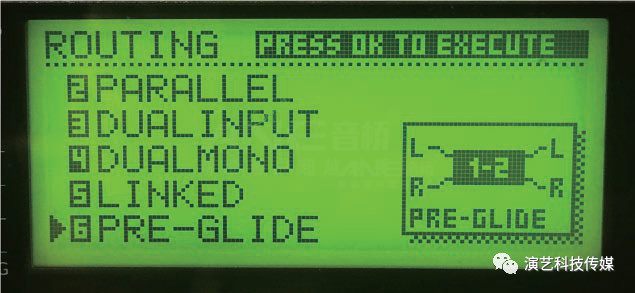 ROUTING PRESS OK TO EXECUTE
2 PARALLEL
3 DUALINPUT
4 DUALMONO
5 LINKED
6 PRE-GLIDE
L 1-2 L
R R
PRE-GLIDE
G
演艺科技传媒